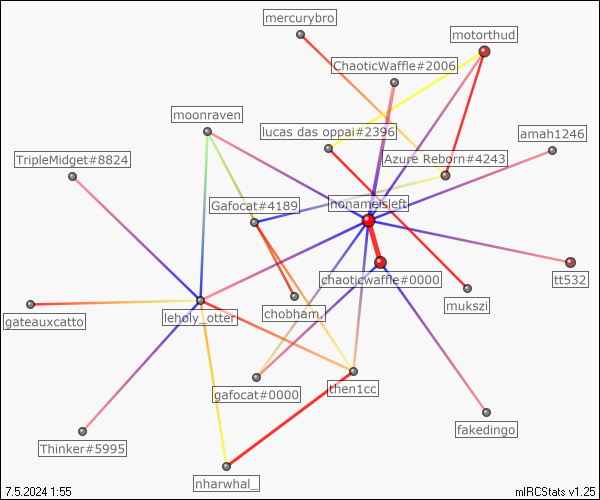 mercurybro
motorthud
ChaoticWaffle#2006
moonraven
lucas das oppai#2396
amah1246
TripleMidget#8824
Azure Reborn#4243
Gafocat#4189
nonameisleft
chaoticwaffle#0000
tt532
mukszi
chobham,
gateauxcatto
leholy_otter
gafocat#0000
then1cc
fakedingo
Thinker#5995
nharwhal_
7.5.2024 1:55
mIRCStats v1.25